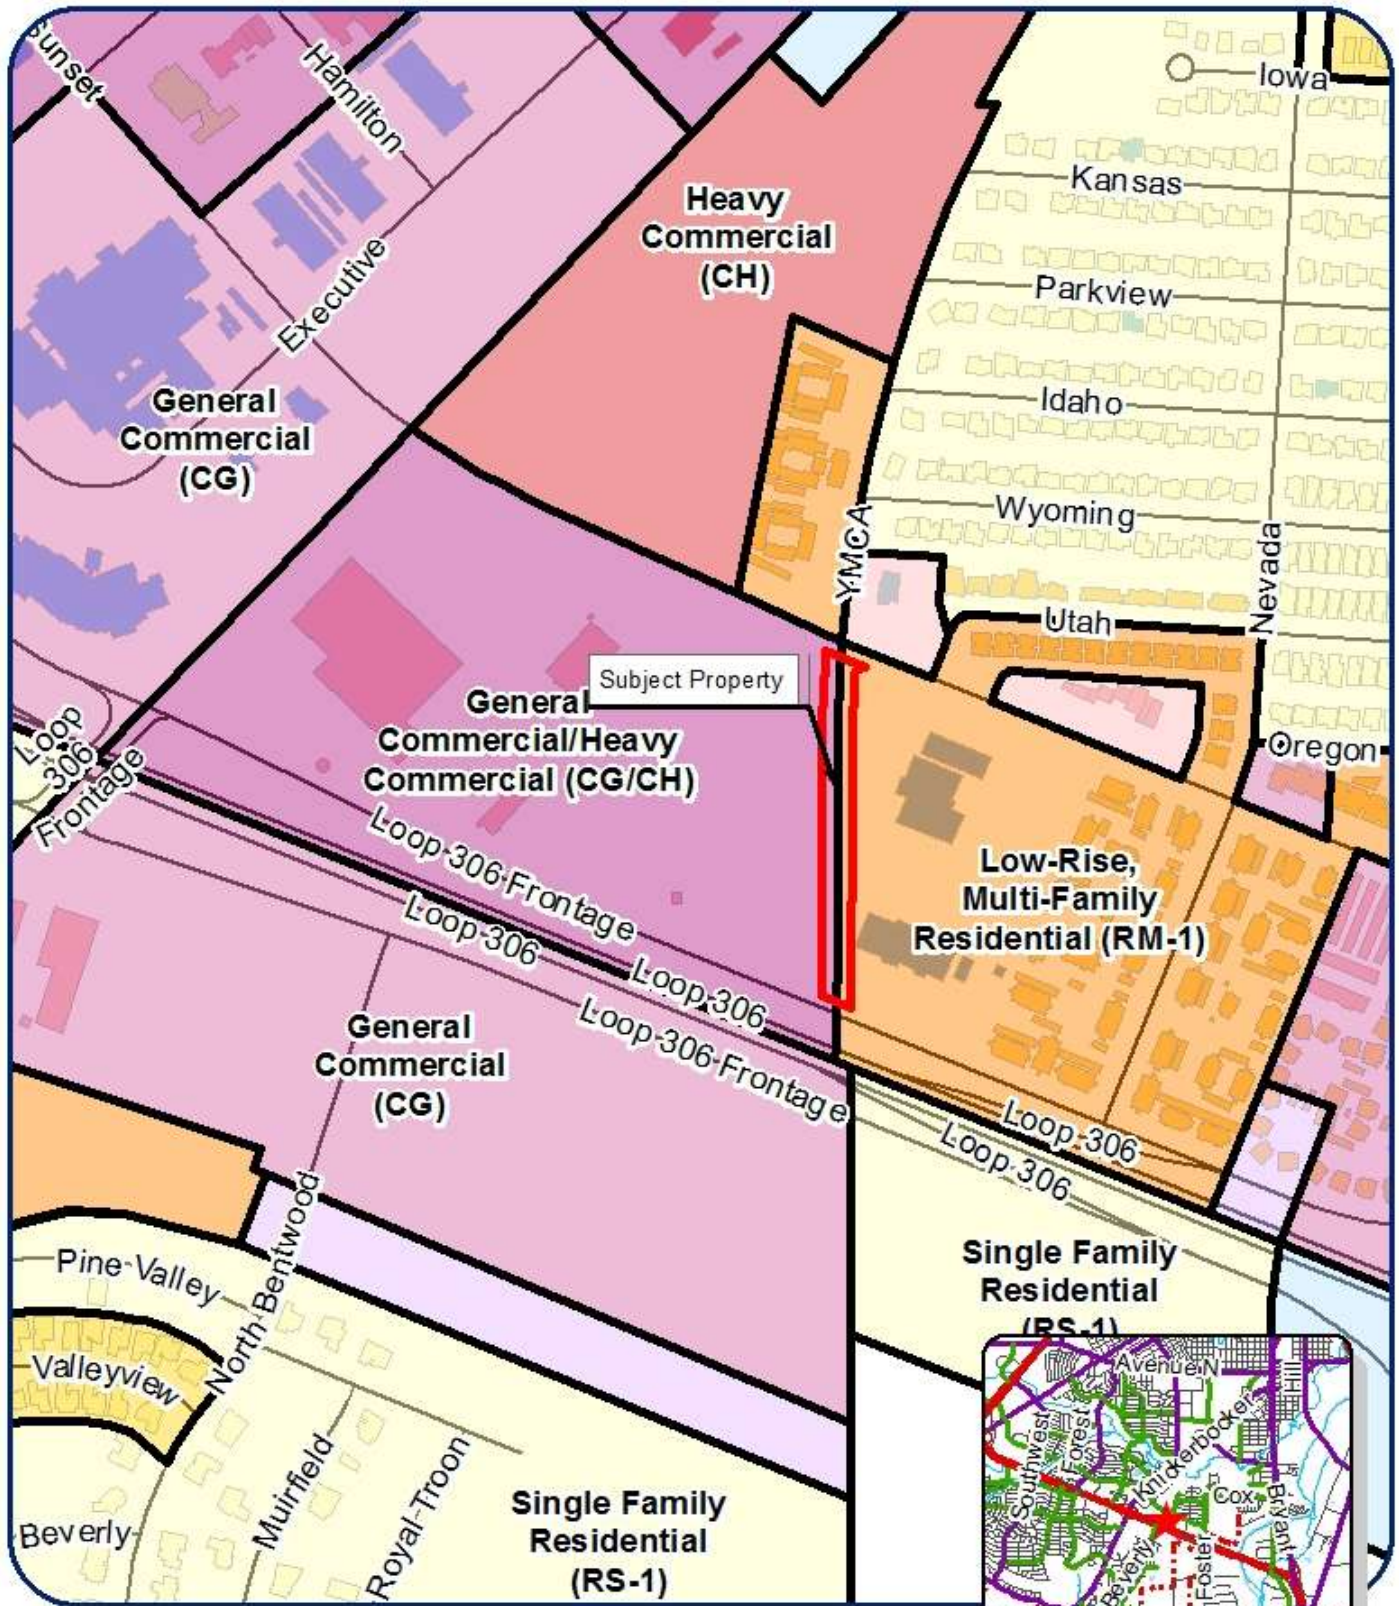 Sunset
Hamilton
Iowa
Kansas
Heavy
Commercial
(CH)
Executive
Parkview
General
Commercial
(CG)
Idaho
Wyoming
YMCA
Nevada
Utah
Subject Property
General
Commercial/Heavy
Commercial (CG/CH)
Oregon
Loop
306
Frontage
Loop 306 Frontage
Loop 306
Low-Rise,
Multi-Family
Residential (RM-1)
Loop 306
Loop 306 Frontage
General
Commercial
(CG)
Loop 306
Loop 306
North Bentwood
Pine Valley
Single Family
Residential
(RS-1)
Valleyview
Muirfield
Royal Troon
Beverly
Single Family
Residential
(RS-1)
Avenue N
Hill
Southwest
Forest
Knickerbocker
Cox
Bryant
Beverly
Foster